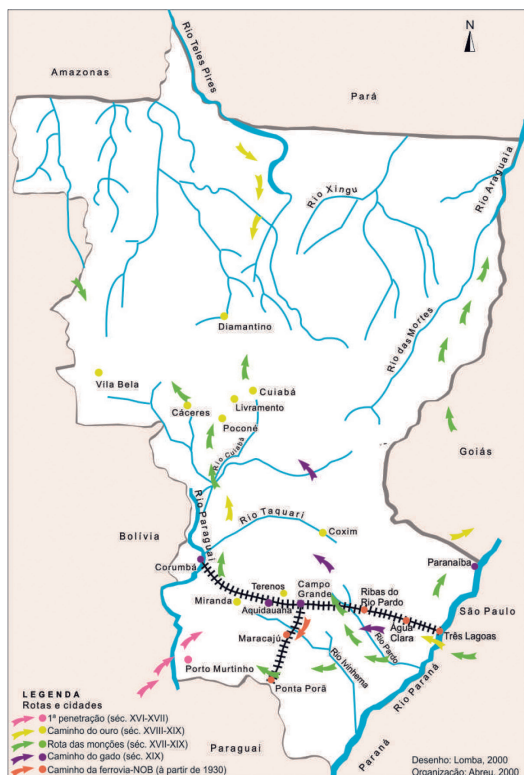 N
Rio Teles Pires
Amazonas
Pará
Rio Xingu
Rio Araguaia
Rio das Mortes
Diamantino
Vila Bela
Cuiabá
Cáceres
Livramento
Poconé
Rio Cuiabá
Goiás
Rio Paraguai
Rio Taquari
Bolívia
Coxim
Corumbá
Paranaíba
Terenos
Campo
Grande
Ribas do
Rio Pardo
São Paulo
Miranda
Aquidauana
Água
Clara
Três Lagoas
Maracajú
Rio Pardo
Rio Ivinhema
Porto Murtinho
Rio Paraná
Ponta Porã
Paraguai
Paraná
LEGENDA
Rotas e cidades
1ª penetração (séc. XVI-XVII)
Caminho do ouro (séc. XVIII-XIX)
Rota das monções (séc. XVII-XIX)
Caminho do gado (séc. XIX)
Caminho da ferrovia-NOB (à partir de 1930)
Desenho: Lomba, 2000
Organização: Abreu, 2000